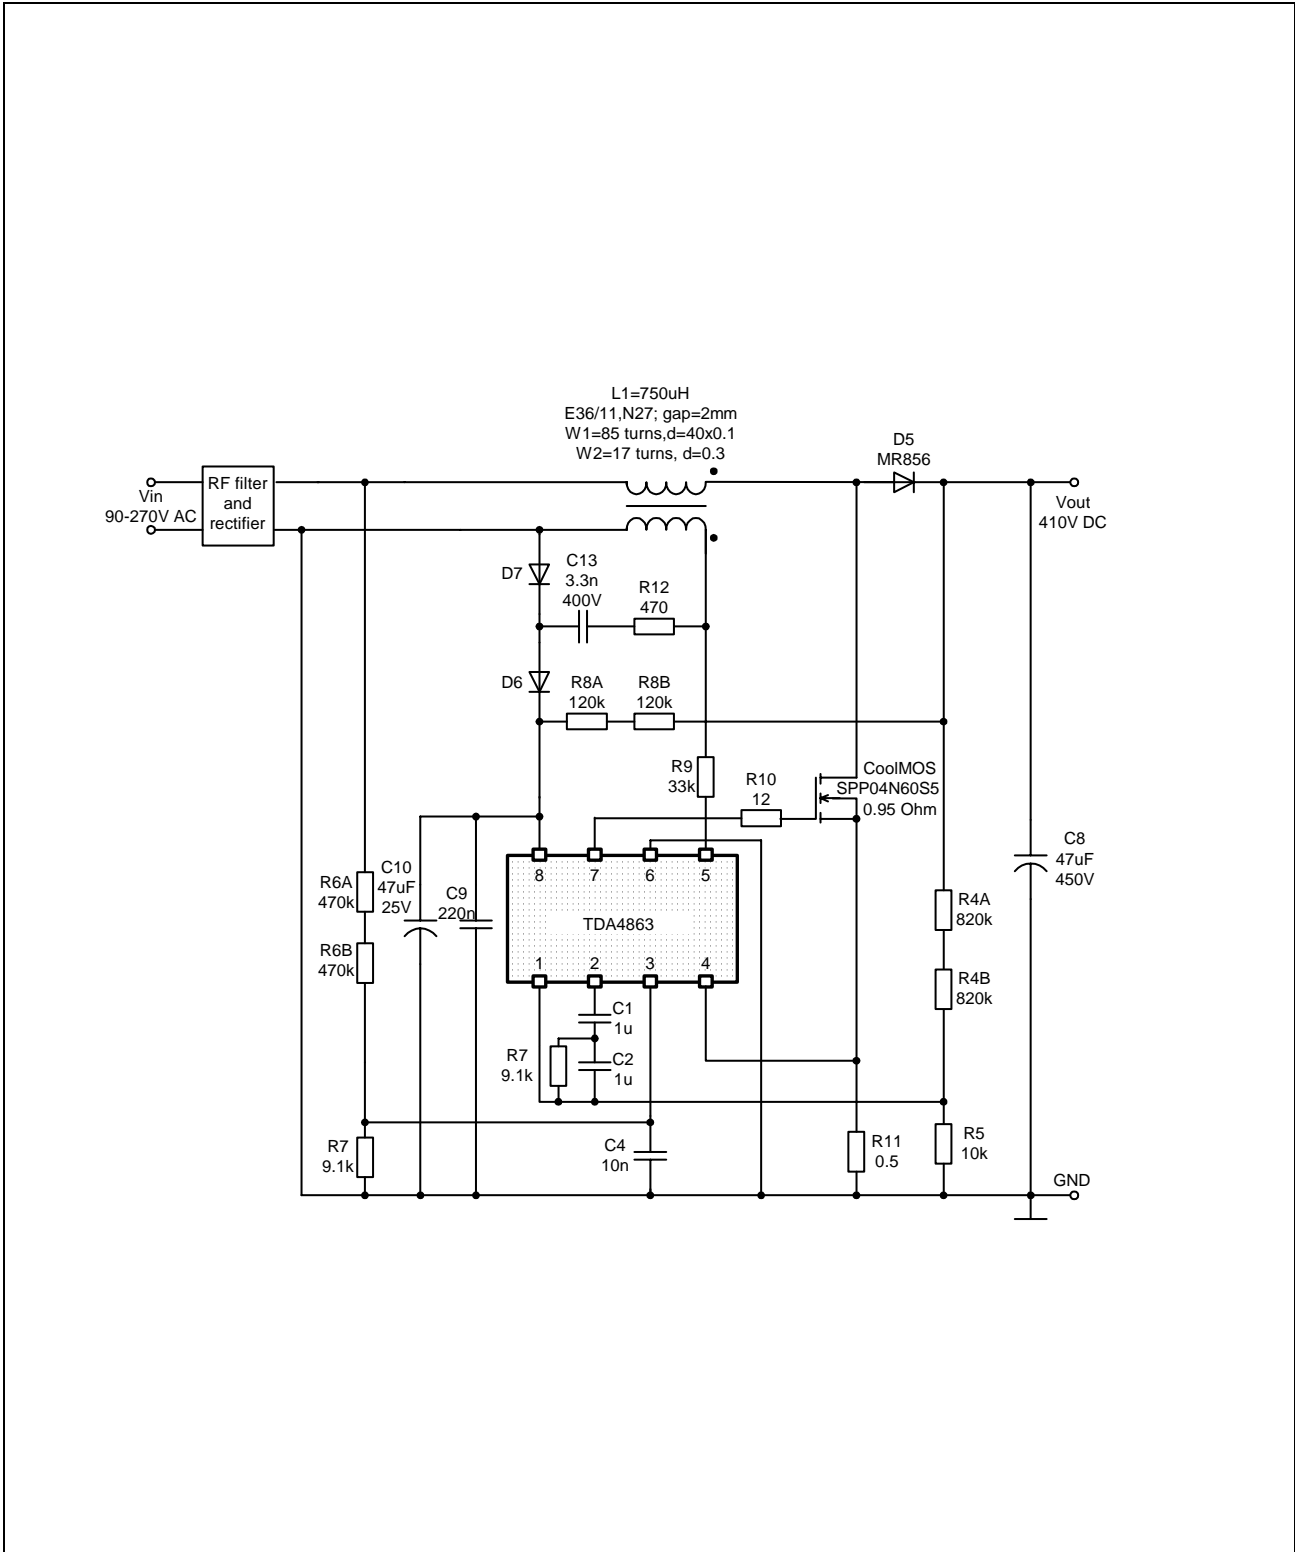 L1=750uH
E36/11,N27; gap=2mm
W1=85 turns,d=40x0.1
W2=17 turns, d=0.3
D5
MR856
Vin
90-270V AC
RF filter
and
rectifier
Vout
410V DC
D7
C13
3.3n
400V
R12
470
D6
R8A
120k
R8B
120k
R9
33k
R10
12
CoolMOS
SPP04N60S5
0.95 Ohm
C8
47uF
450V
R6A
470k
C10
47uF
25V
C9
220n
8
7
6
5
TDA4863
R4A
820k
R6B
470k
1
2
3
4
R4B
820k
C1
1u
R7
9.1k
C2
1u
R7
9.1k
C4
10n
R11
0.5
R5
10k
GND